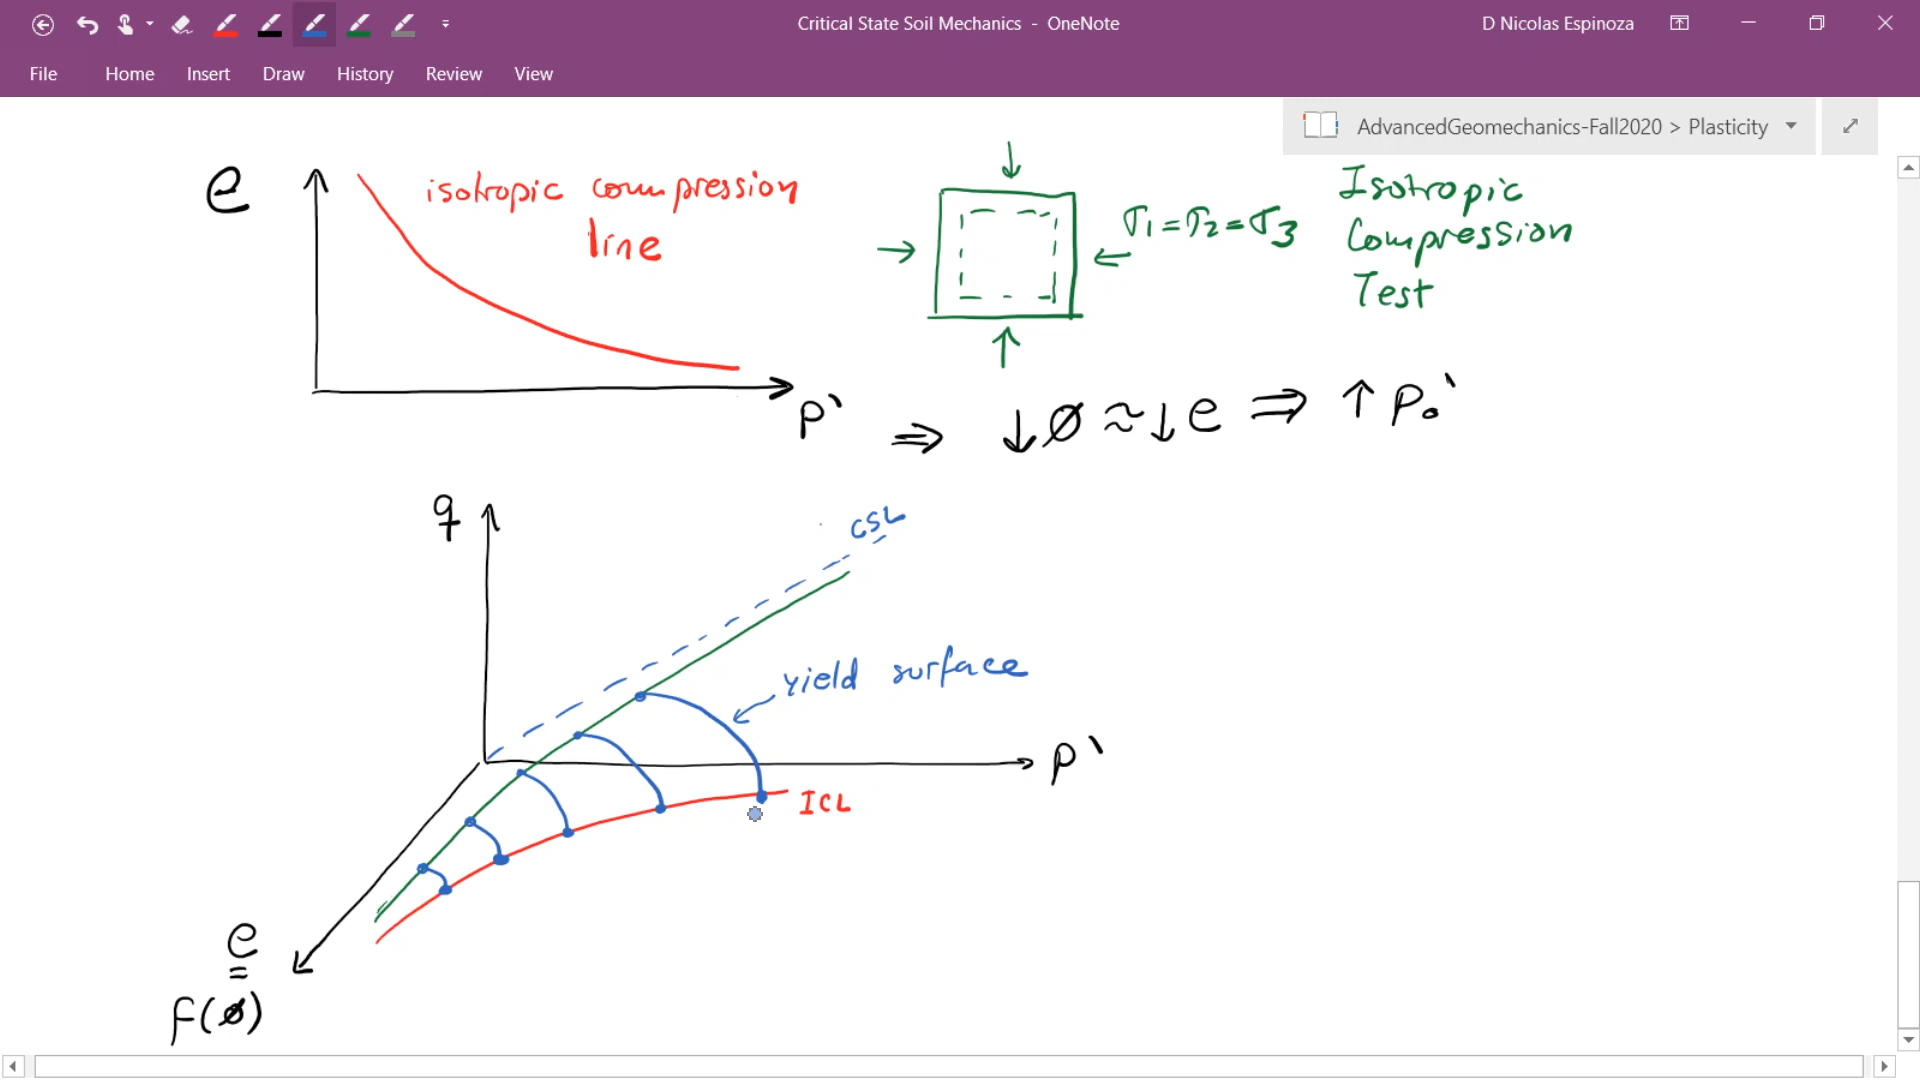 Critical State Soil Mechanics - OneNote
D Nicolas Espinoza
File Home Insert Draw History Review View
AdvancedGeomechanics-Fall2020 > Plasticity
e
isotropic compression
line
p'
σ1=σ2=σ3
Isotropic
Compression
Test
⇒ ↓ø ≈ ↓e ⇒ ↑ Po'
q
CSL
yield surface
p'
ICL
e
=
f(ø)